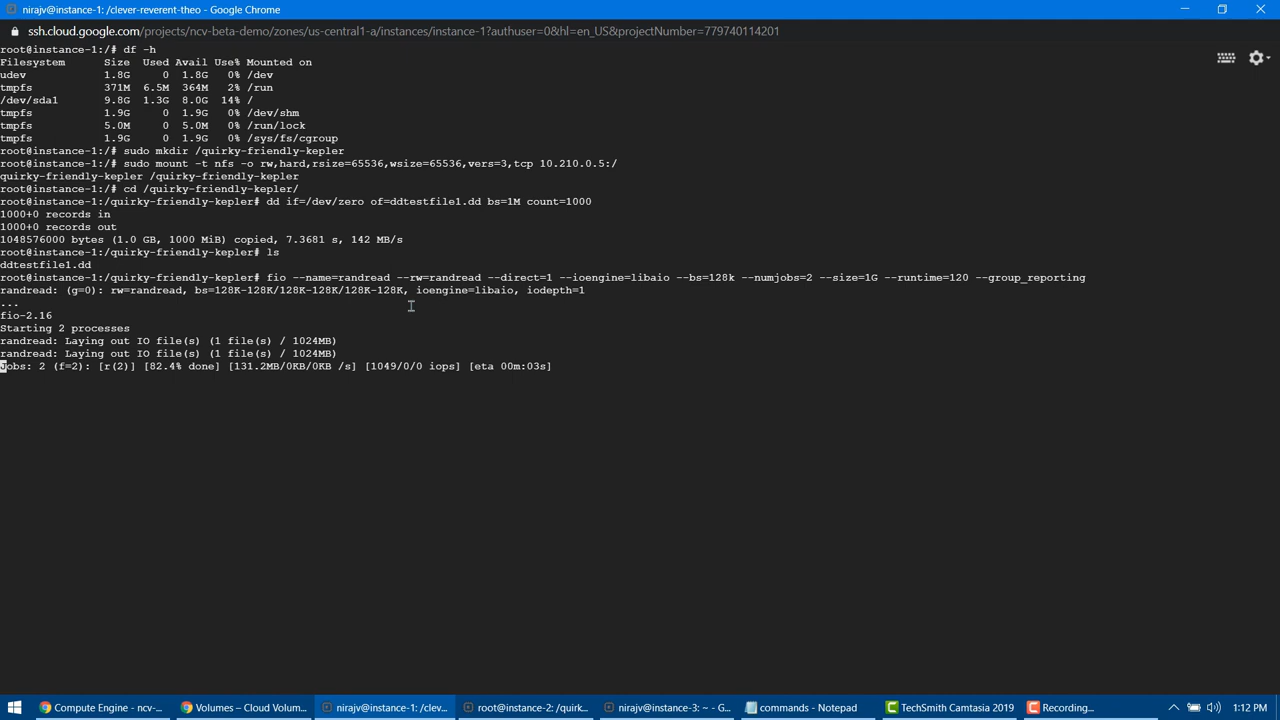 nirajv@instance-1: /clever-reverent-theo - Google Chrome
ssh.cloud.google.com/projects/ncv-beta-demo/zones/us-central1-a/instances/instance-1?authuser=0&hl=en_US&projectNumber=779740114201
root@instance-1:/# df -h
Filesystem      Size  Used Avail Use% Mounted on
udev            1.8G     0  1.8G   0% /dev
tmpfs           371M  6.5M  364M   2% /run
/dev/sda1       9.8G  1.3G  8.0G  14% /
tmpfs           1.9G     0  1.9G   0% /dev/shm
tmpfs           5.0M     0  5.0M   0% /run/lock
tmpfs           1.9G     0  1.9G   0% /sys/fs/cgroup
root@instance-1:/# sudo mkdir /quirky-friendly-kepler
root@instance-1:/# sudo mount -t nfs -o rw,hard,rsize=65536,wsize=65536,vers=3,tcp 10.210.0.5:/
quirky-friendly-kepler /quirky-friendly-kepler
root@instance-1:/# cd /quirky-friendly-kepler/
root@instance-1:/quirky-friendly-kepler# dd if=/dev/zero of=ddtestfile1.dd bs=1M count=1000
1000+0 records in
1000+0 records out
1048576000 bytes (1.0 GB, 1000 MiB) copied, 7.3681 s, 142 MB/s
root@instance-1:/quirky-friendly-kepler# ls
ddtestfile1.dd
root@instance-1:/quirky-friendly-kepler# fio --name=randread --rw=randread --direct=1 --ioengine=libaio --bs=128k --numjobs=2 --size=1G --runtime=120 --group_reporting
randread: (g=0): rw=randread, bs=128K-128K/128K-128K/128K-128K, ioengine=libaio, iodepth=1
...
fio-2.16
Starting 2 processes
randread: Laying out IO file(s) (1 file(s) / 1024MB)
randread: Laying out IO file(s) (1 file(s) / 1024MB)
Jobs: 2 (f=2): [r(2)] [82.4% done] [131.2MB/0KB/0KB /s] [1049/0/0 iops] [eta 00m:03s]
Compute Engine - ncv-... Volumes – Cloud Volum... nirajv@instance-1: /clev... root@instance-2: /quirk... nirajv@instance-3: ~ - G... commands - Notepad TechSmith Camtasia 2019 Recording... 1:12 PM